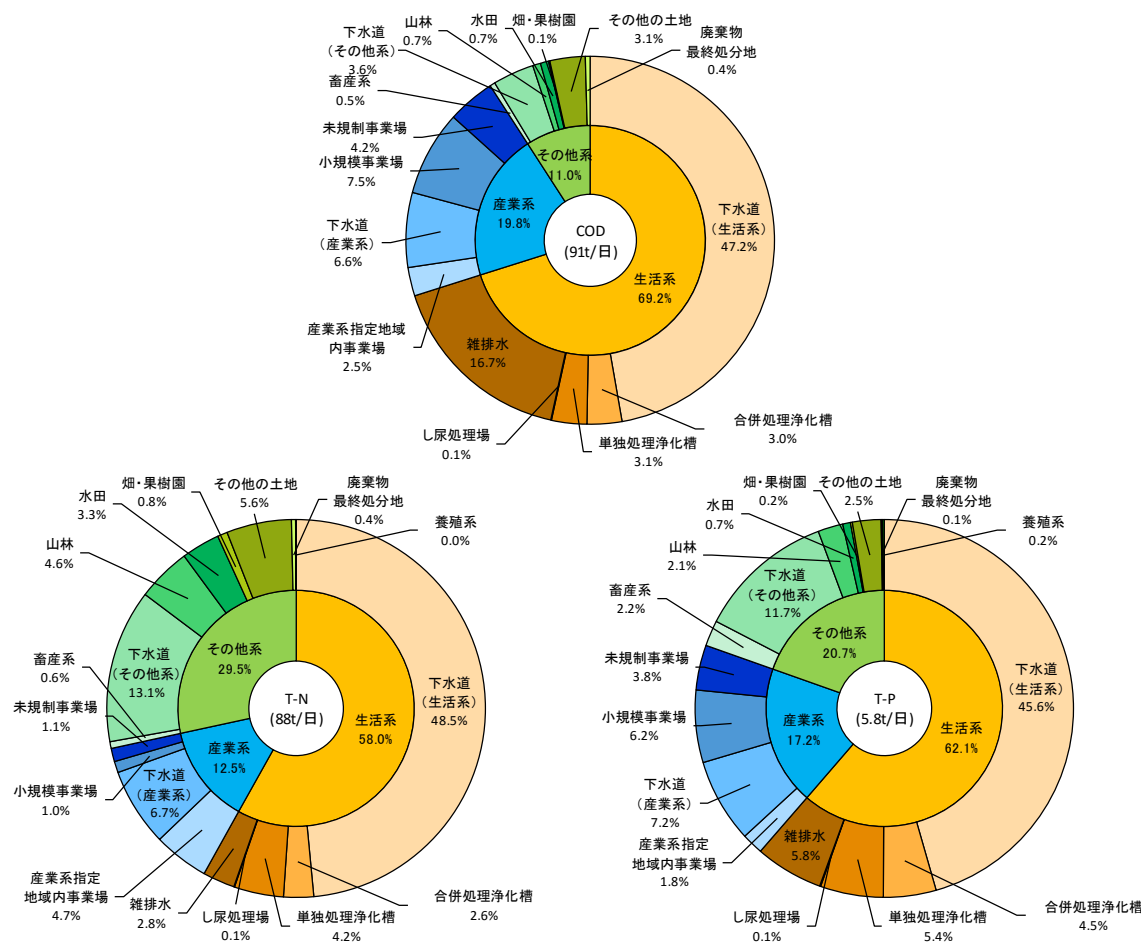 COD
(91t/日)
生活系
69.2%
産業系
19.8%
その他系
11.0%
下水道
(生活系)
47.2%
合併処理浄化槽
3.0%
単独処理浄化槽
3.1%
し尿処理場
0.1%
雑排水
16.7%
産業系指定地域
内事業場
2.5%
下水道
(産業系)
6.6%
小規模事業場
7.5%
未規制事業場
4.2%
畜産系
0.5%
下水道
(その他系)
3.6%
山林
0.7%
水田
0.7%
畑・果樹園
0.1%
その他の土地
3.1%
廃棄物
最終処分地
0.4%
T-N
(88t/日)
生活系
58.0%
産業系
12.5%
その他系
29.5%
下水道
(生活系)
48.5%
合併処理浄化槽
2.6%
単独処理浄化槽
4.2%
し尿処理場
0.1%
雑排水
2.8%
産業系指定
地域内事業場
4.7%
下水道
(産業系)
6.7%
小規模事業場
1.0%
未規制事業場
1.1%
畜産系
0.6%
下水道
(その他系)
13.1%
山林
4.6%
水田
3.3%
畑・果樹園
0.8%
その他の土地
5.6%
廃棄物
最終処分地
0.4%
養殖系
0.0%
T-P
(5.8t/日)
生活系
62.1%
産業系
17.2%
その他系
20.7%
下水道
(生活系)
45.6%
合併処理浄化槽
4.5%
単独処理浄化槽
5.4%
し尿処理場
0.1%
雑排水
5.8%
産業系指定
地域内事業場
1.8%
下水道
(産業系)
7.2%
小規模事業場
6.2%
未規制事業場
3.8%
畜産系
2.2%
下水道
(その他系)
11.7%
山林
2.1%
水田
0.7%
畑・果樹園
0.2%
その他の土地
2.5%
廃棄物
最終処分地
0.1%
養殖系
0.2%